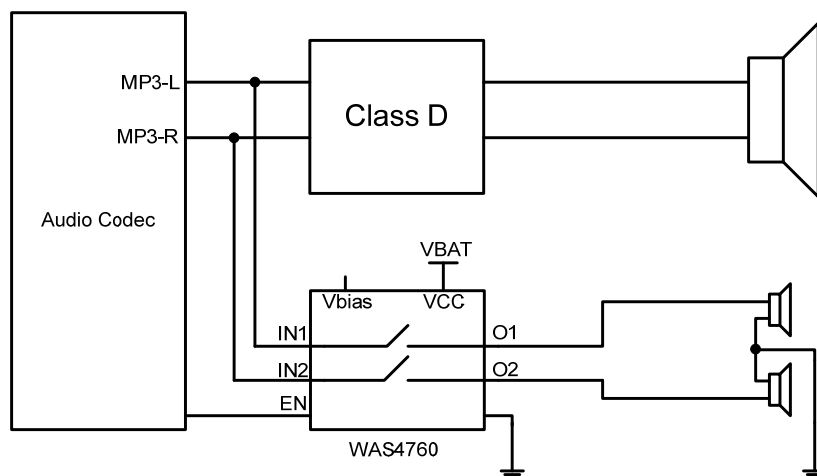 MP3-L
Class D
MP3-R
Audio Codec
VBAT
Vbias
VCC
IN1
O1
IN2
O2
EN
WAS4760